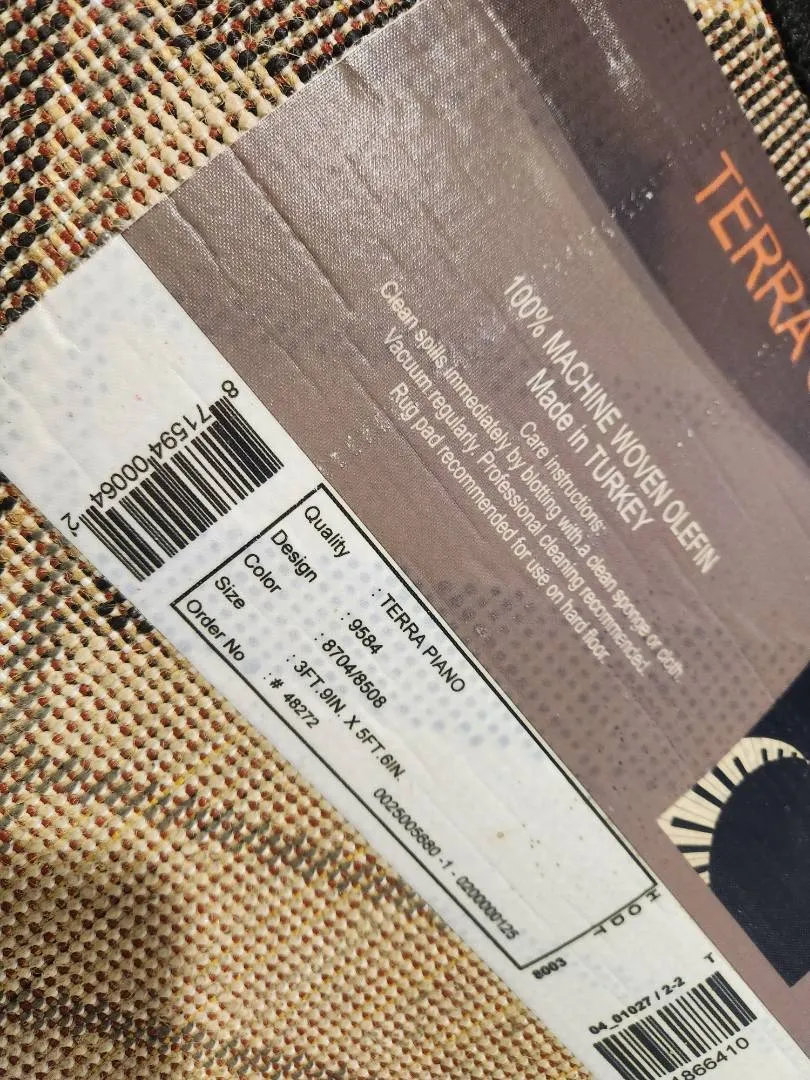 TERRA
100% MACHINE WOVEN OLEFIN
Made in TURKEY
Care instructions:
Clean spills immediately by blotting with a clean sponge or cloth.
Vacuum regularly. Professional cleaning recommended.
Rug pad recommended for use on hard floor.
8 71594 00064 2
Quality : TERRA PIANO
Design : 9584
Color : 8704/8508
Size : 3FT.9IN. X 5FT.6IN.
Order No : # 48272
0025005680 -1 - 0200000125
8003
04_01027 / 2-2 T
866410